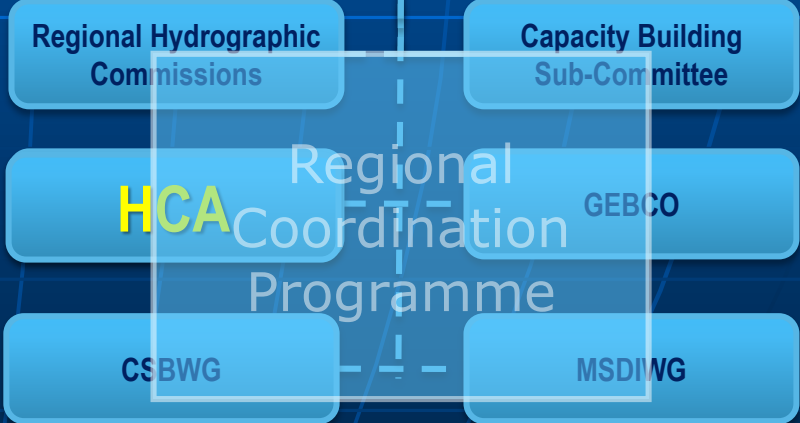 Regional Hydrographic
Commissions
Capacity Building
Sub-Committee
HCA
GEBCO
Regional
Coordination
Programme
CSBWG
MSDIWG